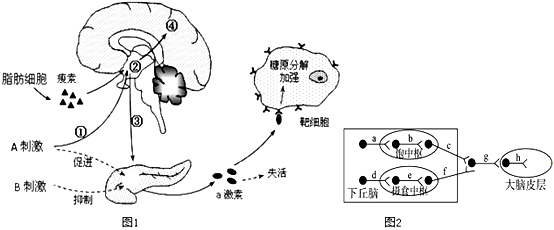 ④
②
糖原分解
加强
脂肪细胞
瘦素
①
③
靶细胞
A 刺激
促进
B 刺激
抑制
失活
a 激素
图1
a
b
c
饱中枢
g
h
d
e
f
下丘脑
摄食中枢
大脑皮层
图2